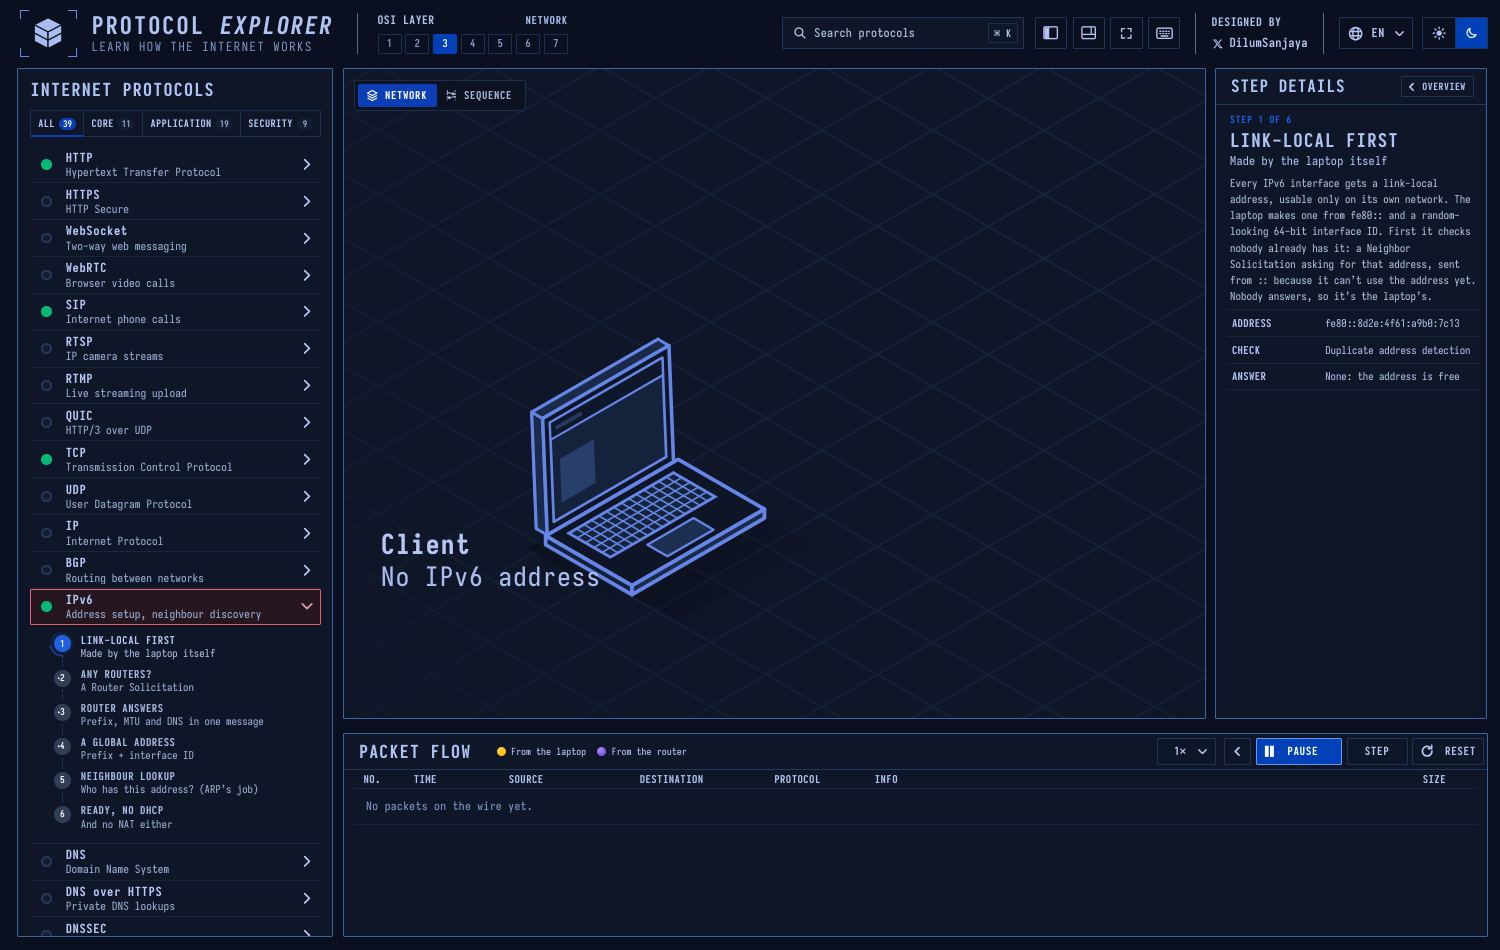 PROTOCOL EXPLORER
LEARN HOW THE INTERNET WORKS
OSI LAYER NETWORK
1 2 3 4 5 6 7
Search protocols ⌘ K
DESIGNED BY
DilumSanjaya
EN
INTERNET PROTOCOLS
ALL 39 CORE 11 APPLICATION 19 SECURITY 9
HTTP
Hypertext Transfer Protocol
HTTPS
HTTP Secure
WebSocket
Two-way web messaging
WebRTC
Browser video calls
SIP
Internet phone calls
RTSP
IP camera streams
RTMP
Live streaming upload
QUIC
HTTP/3 over UDP
TCP
Transmission Control Protocol
UDP
User Datagram Protocol
IP
Internet Protocol
BGP
Routing between networks
IPv6
Address setup, neighbour discovery
1 LINK-LOCAL FIRST
Made by the laptop itself
2 ANY ROUTERS?
A Router Solicitation
3 ROUTER ANSWERS
Prefix, MTU and DNS in one message
4 A GLOBAL ADDRESS
Prefix + interface ID
5 NEIGHBOUR LOOKUP
Who has this address? (ARP's job)
6 READY, NO DHCP
And no NAT either
DNS
Domain Name System
DNS over HTTPS
Private DNS lookups
DNSSEC
NETWORK SEQUENCE
Client
No IPv6 address
STEP DETAILS OVERVIEW
STEP 1 OF 6
LINK-LOCAL FIRST
Made by the laptop itself
Every IPv6 interface gets a link-local
address, usable only on its own network. The
laptop makes one from fe80:: and a random-
looking 64-bit interface ID. First it checks
nobody already has it: a Neighbor
Solicitation asking for that address, sent
from :: because it can't use the address yet.
Nobody answers, so it's the laptop's.
ADDRESS fe80::8d2e:4f61:a9b0:7c13
CHECK Duplicate address detection
ANSWER None: the address is free
PACKET FLOW From the laptop From the router 1× PAUSE STEP RESET
NO. TIME SOURCE DESTINATION PROTOCOL INFO SIZE
No packets on the wire yet.